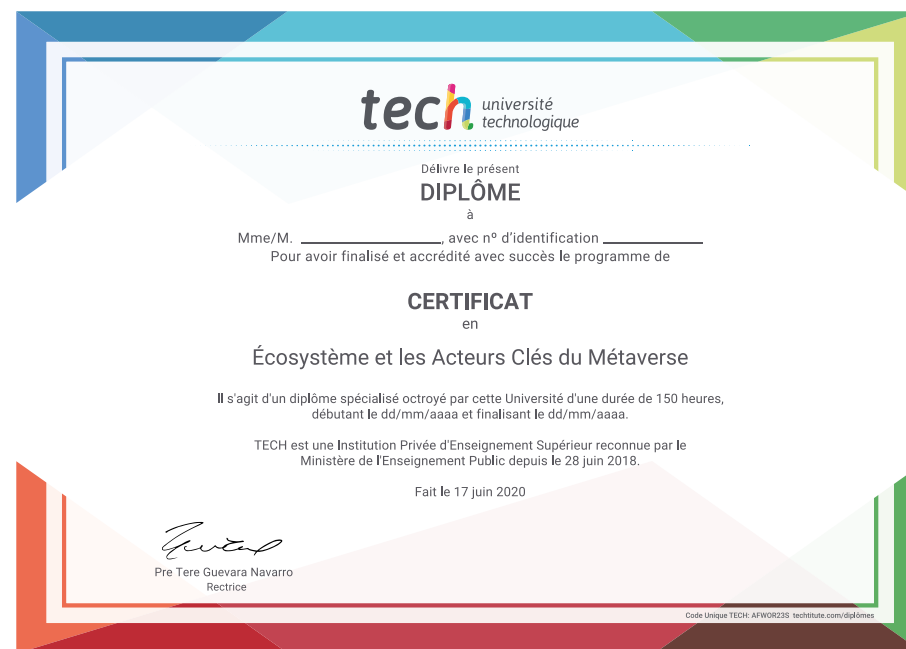 tech université
technologique
Délivre le présent
DIPLÔME
à
Mme/M. ____________________, avec nº d'identification ______________
Pour avoir finalisé et accrédité avec succès le programme de
CERTIFICAT
en
Écosystème et les Acteurs Clés du Métaverse
Il s'agit d'un diplôme spécialisé octroyé par cette Université d'une durée de 150 heures,
débutant le dd/mm/aaaa et finalisant le dd/mm/aaaa.
TECH est une Institution Privée d'Enseignement Supérieur reconnue par le
Ministère de l'Enseignement Public depuis le 28 juin 2018.
Fait le 17 juin 2020
Pre Tere Guevara Navarro
Rectrice
Code Unique TECH: AFWOR23S techtitute.com/diplômes